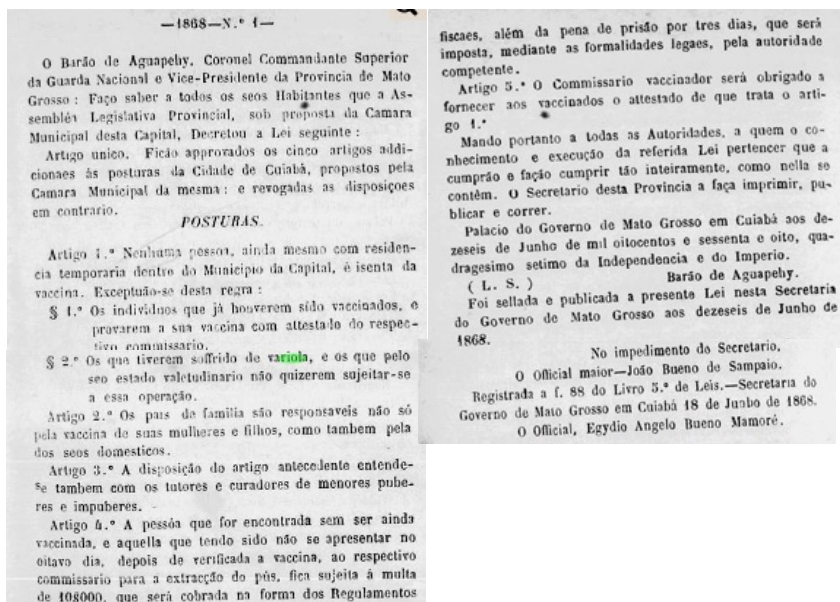 —1868—N.º 1—
O Barão de Aguapehy, Coronel Commandante Superior
da Guarda Nacional e Vice-Presidente da Provincia de Mato
Grosso: Faço saber a todos os seos Habitantes que a As-
sembléa Legislativa Provincial, sob proposta da Camara
Municipal desta Capital, Decretou a Lei seguinte:
Artigo unico. Ficão approvados os cinco artigos addi-
cionaes ás posturas da Cidade de Cuiabá, propostos pela
Camara Municipal da mesma: e revogadas as disposiçoes
em contrario.
POSTURAS.
Artigo 1.º Nenhuma pessoa, ainda mesmo com residen-
cia temporaria dentro do Municipio da Capital, é isenta da
vaccina. Exceptuão-se desta regra:
§ 1.º Os individuos que já houverem sido vaccinados, e
provarem a sua vaccina com attestado do respec-
tivo commissario.
§ 2.º Os que tiverem soffrido de variola, e os que pelo
seo estado valetudinario não quizerem sujeitar-se
a essa operação.
Artigo 2.º Os pais de familia são responsaveis não só
pela vaccina de suas mulheres e filhos, como tambem pela
dos seos domesticos.
Artigo 3.º A disposição do artigo antecedente entende-
se tambem com os tutores e curadores de menores pube-
res e impuberes.
Artigo 4.º A pessôa que for encontrada sem ser ainda
vaccinada, e aquella que tendo sido não se apresentar no
oitavo dia, depois de verificada a vaccina, ao respectivo
commissario para a extracção do pús, fica sujeita á multa
de 10$000, que será cobrada na forma dos Regulamentos
fiscaes, além da pena de prisão por tres dias, que será
imposta, mediante as formalidades legaes, pela autoridade
competente.
Artigo 5.º O Commissario vaccinador será obrigado a
fornecer aos vaccinados o attestado de que trata o arti-
go 1.º
Mando portanto a todas as Autoridades, a quem o co-
nhecimento e execução da referida Lei pertencer que a
cumprão e fação cumprir tão inteiramente, como nella se
contêm. O Secretario desta Provincia a faça imprimir, pu-
blicar e correr.
Palacio do Governo de Mato Grosso em Cuiabá aos de-
zeseis de Junho de mil oitocentos e sessenta e oito, qua-
dragesimo setimo da Independencia e do Imperio.
( L. S. ) Barão de Aguapehy.
Foi sellada e publicada a presente Lei nesta Secretaria
do Governo de Mato Grosso aos dezeseis de Junho de
1868.
No impedimento do Secretario,
O Official maior—João Bueno de Sampaio.
Registrada a f. 88 do Livro 5.º de Leis.—Secretaria do
Governo de Mato Grosso em Cuiabá 18 de Junho de 1868.
O Official, Egydio Angelo Bueno Mamoré.